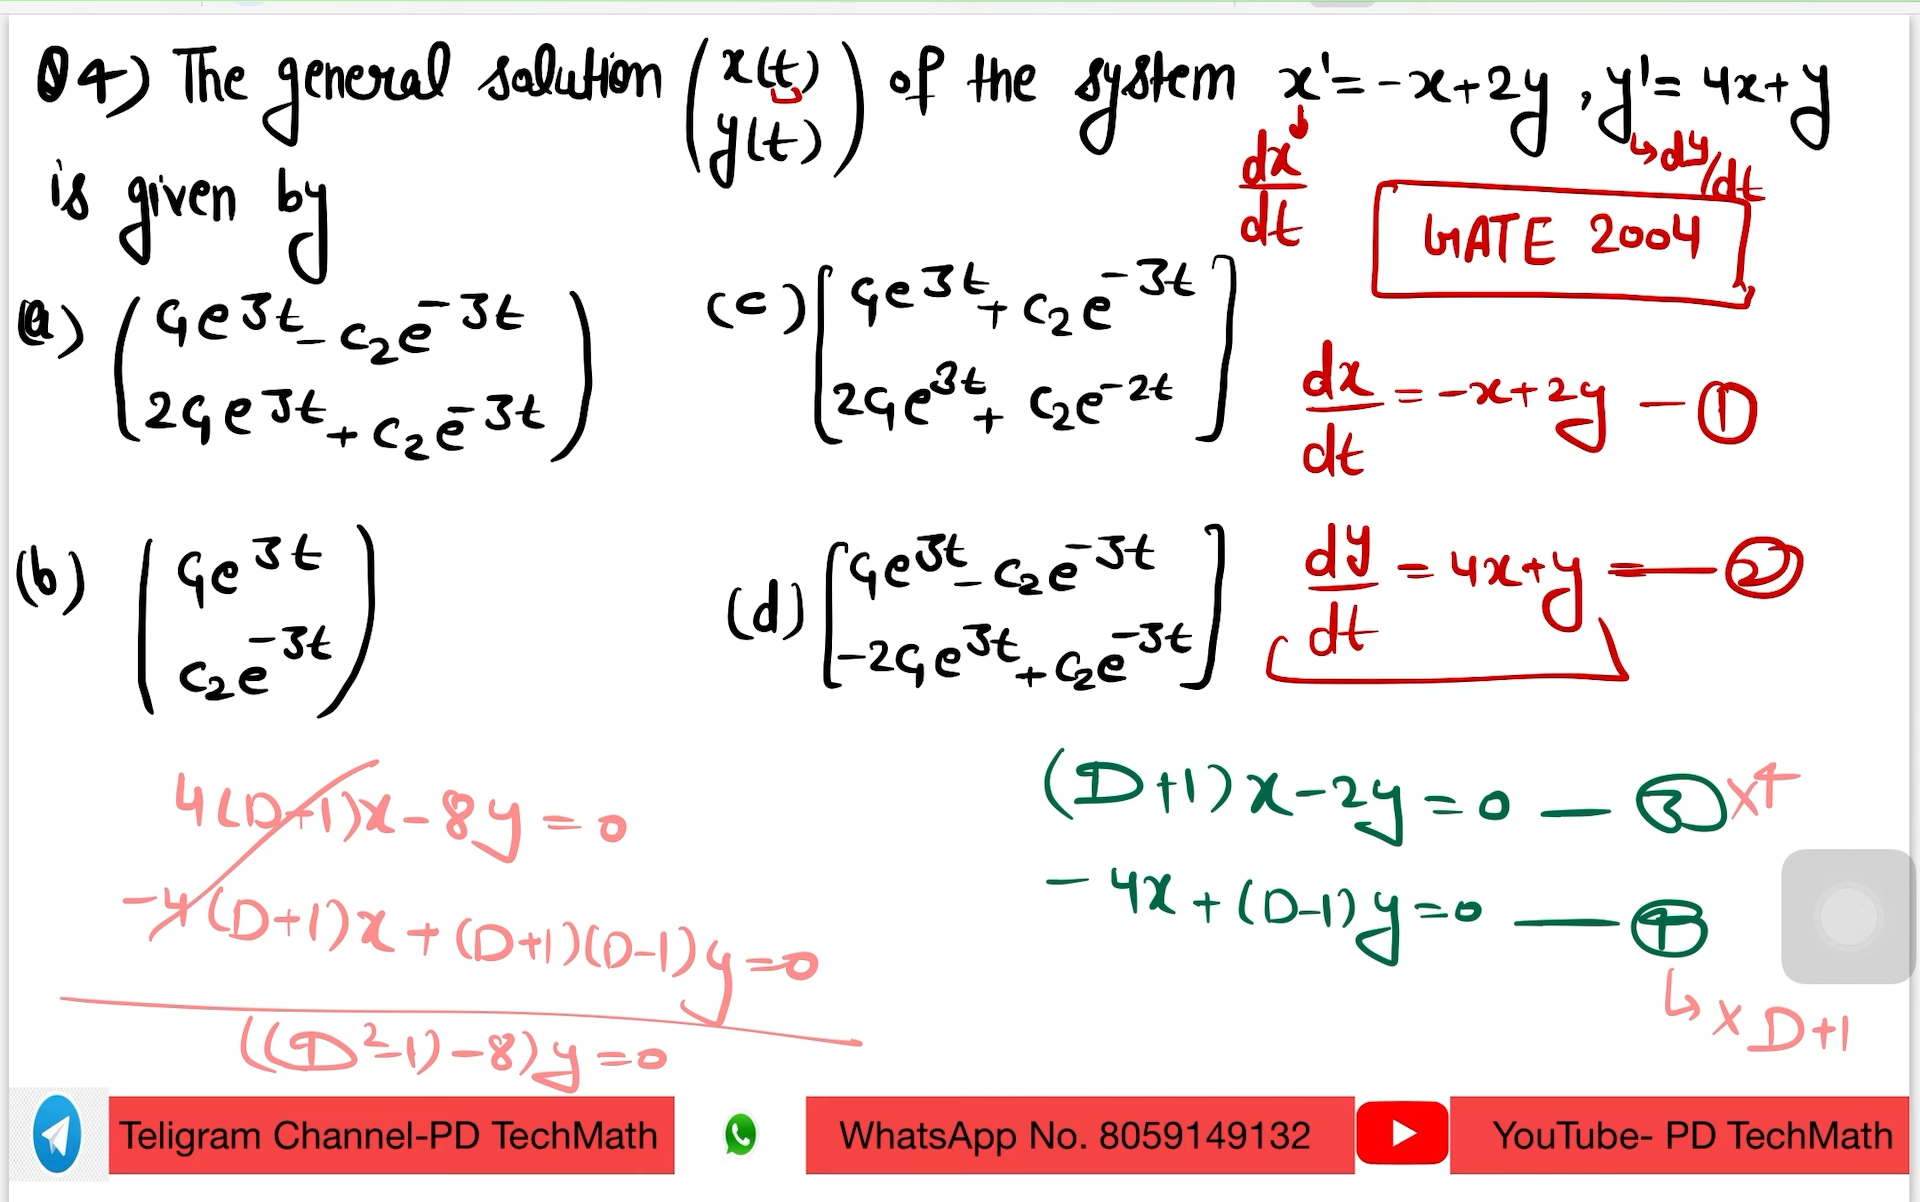 Q4) The general solution (x(t) y(t)) of the system x'=-x+2y, y'=4x+y
dx/dt
↳dy/dt
is given by
GATE 2004
(a) (C₁e^3t - c₂e^-3t
2C₁e^3t + c₂e^-3t)
(c) [C₁e^3t + c₂e^-3t
2C₁e^3t + c₂e^-2t]
dx/dt = -x+2y - ①
(b) (C₁e^3t
c₂e^-3t)
(d) [C₁e^3t - c₂e^-3t
-2C₁e^3t + c₂e^-3t]
dy/dt = 4x+y — ②
(D+1)x-2y=0 — ③ x4
-4x+(D-1)y=0 — ④
↳ x D+1
4(D+1)x-8y=0
-4(D+1)x+(D+1)(D-1)y=0
((D²-1)-8)y=0
Teligram Channel-PD TechMath
WhatsApp No. 8059149132
YouTube- PD TechMath